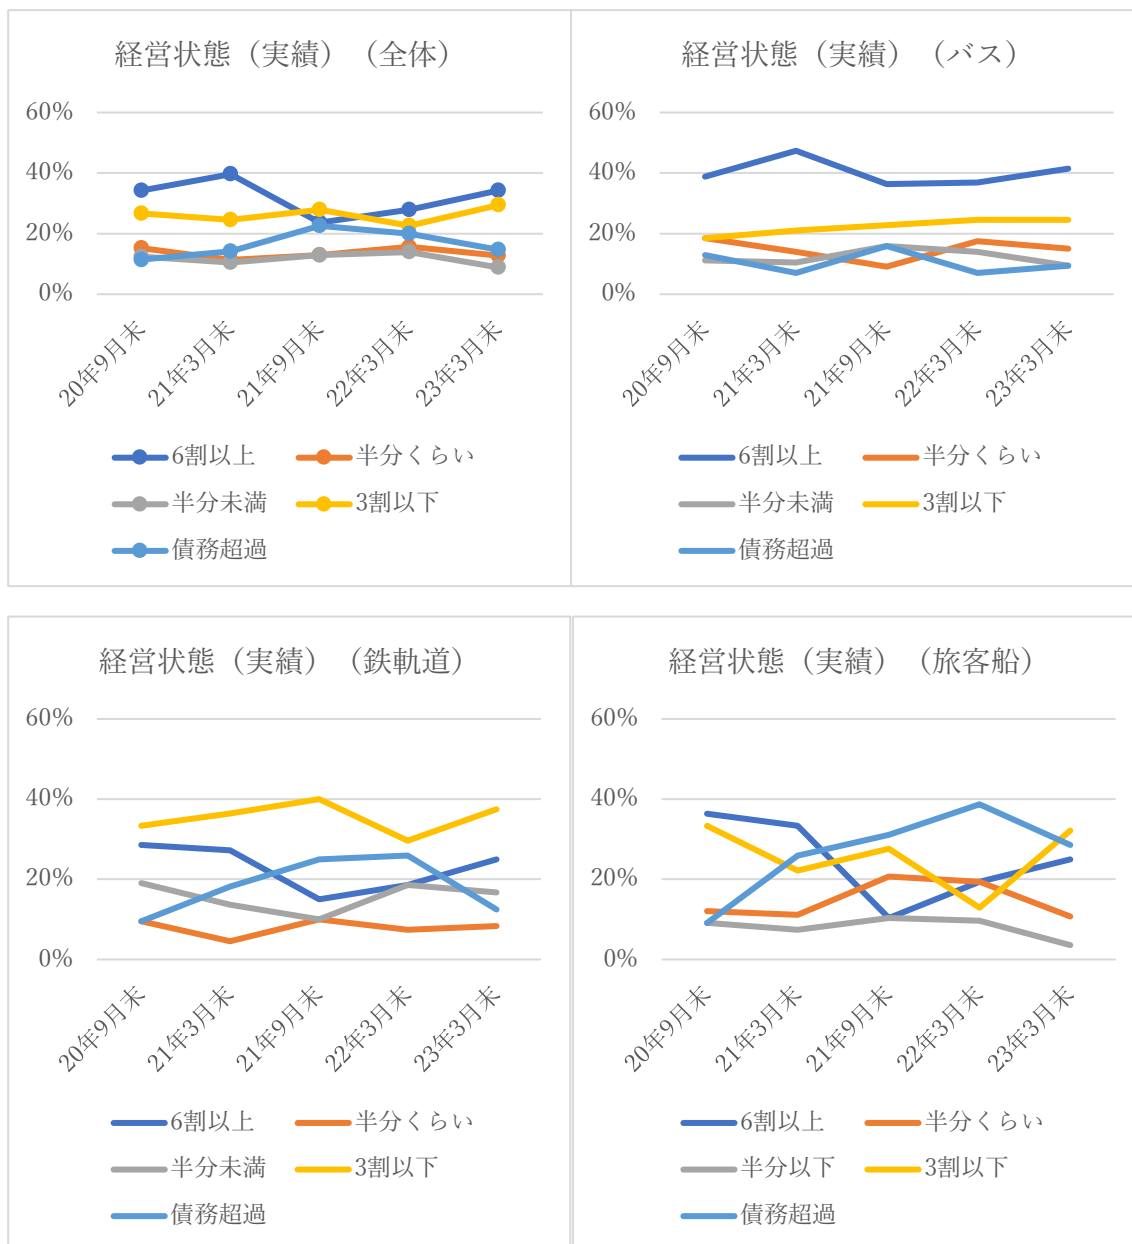 経営状態（実績）（全体）
60%
40%
20%
0%
20年9月末
21年3月末
21年9月末
22年3月末
23年3月末
6割以上
半分くらい
半分未満
3割以下
債務超過
経営状態（実績）（バス）
60%
40%
20%
0%
20年9月末
21年3月末
21年9月末
22年3月末
23年3月末
6割以上
半分くらい
半分未満
3割以下
債務超過
経営状態（実績）（鉄軌道）
60%
40%
20%
0%
20年9月末
21年3月末
21年9月末
22年3月末
23年3月末
6割以上
半分くらい
半分未満
3割以下
債務超過
経営状態（実績）（旅客船）
60%
40%
20%
0%
20年9月末
21年3月末
21年9月末
22年3月末
23年3月末
6割以上
半分くらい
半分以下
3割以下
債務超過